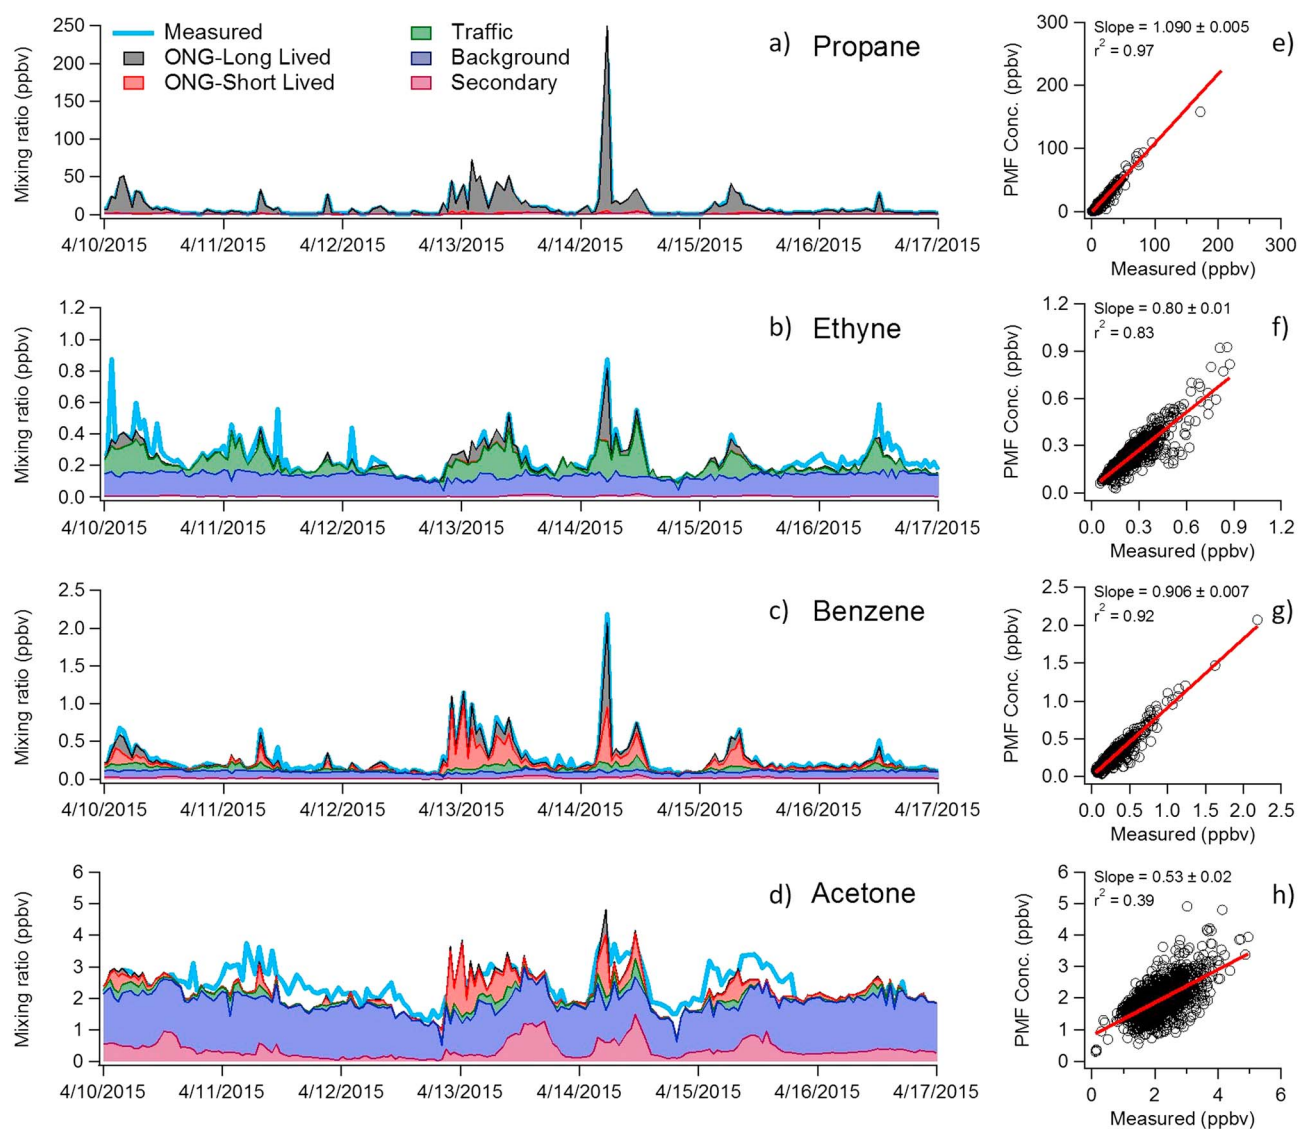 Measured
ONG-Long Lived
ONG-Short Lived
Traffic
Background
Secondary
a) Propane
Mixing ratio (ppbv)
250
200
150
100
50
0
4/10/2015 4/11/2015 4/12/2015 4/13/2015 4/14/2015 4/15/2015 4/16/2015 4/17/2015
e)
Slope = 1.090 ± 0.005
r² = 0.97
PMF Conc. (ppbv)
300
200
100
0
0 100 200 300
Measured (ppbv)
b) Ethyne
Mixing ratio (ppbv)
1.2
1.0
0.8
0.6
0.4
0.2
0.0
4/10/2015 4/11/2015 4/12/2015 4/13/2015 4/14/2015 4/15/2015 4/16/2015 4/17/2015
f)
Slope = 0.80 ± 0.01
r² = 0.83
PMF Conc. (ppbv)
1.2
0.9
0.6
0.3
0.0
0.0 0.3 0.6 0.9 1.2
Measured (ppbv)
c) Benzene
Mixing ratio (ppbv)
2.5
2.0
1.5
1.0
0.5
0.0
4/10/2015 4/11/2015 4/12/2015 4/13/2015 4/14/2015 4/15/2015 4/16/2015 4/17/2015
g)
Slope = 0.906 ± 0.007
r² = 0.92
PMF Conc. (ppbv)
2.5
2.0
1.5
1.0
0.5
0.0
0.0 0.5 1.0 1.5 2.0 2.5
Measured (ppbv)
d) Acetone
Mixing ratio (ppbv)
6
5
4
3
2
1
0
4/10/2015 4/11/2015 4/12/2015 4/13/2015 4/14/2015 4/15/2015 4/16/2015 4/17/2015
h)
Slope = 0.53 ± 0.02
r² = 0.39
PMF Conc. (ppbv)
6
5
4
3
2
1
0
0 2 4 6
Measured (ppbv)